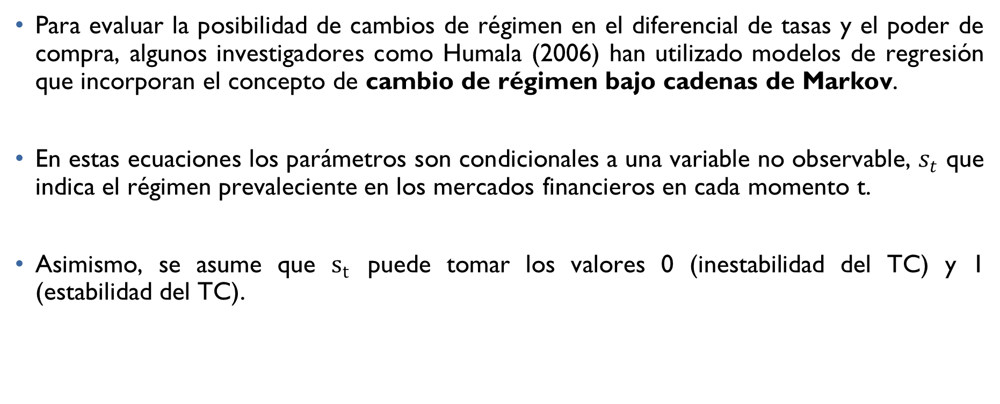 • Para evaluar la posibilidad de cambios de régimen en el diferencial de tasas y el poder de
compra, algunos investigadores como Humala (2006) han utilizado modelos de regresión
que incorporan el concepto de cambio de régimen bajo cadenas de Markov.
• En estas ecuaciones los parámetros son condicionales a una variable no observable, $s_t$ que
indica el régimen prevaleciente en los mercados financieros en cada momento t.
• Asimismo, se asume que $s_t$ puede tomar los valores 0 (inestabilidad del TC) y 1
(estabilidad del TC).